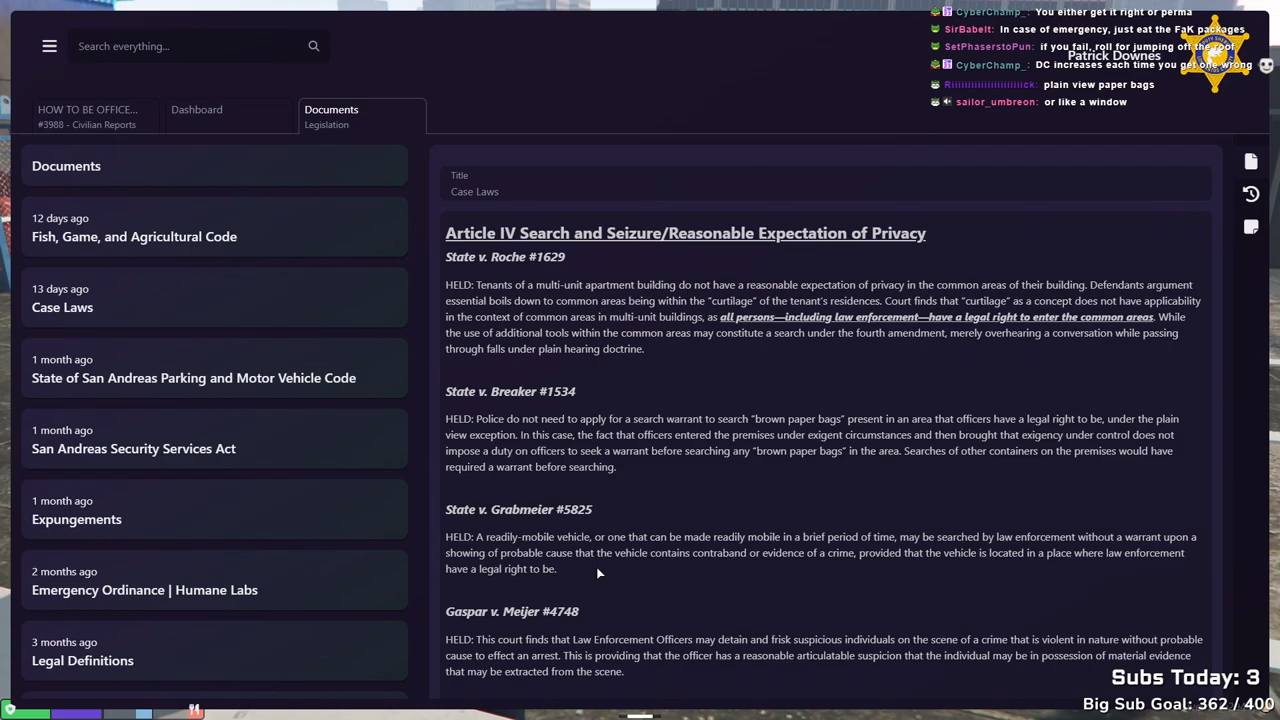 CyberChamp_: You either get it right or perma
SirBabelt: In case of emergency, just eat the FaK packages
SetPhaserstoPun: if you fail, roll for jumping off the roof
CyberChamp_: DC increases each time you get one wrong
plain view paper bags
sailor_umbreon: or like a window
Search everything...
Patrick Downes
HOW TO BE OFFICE...
#3988 - Civilian Reports
Dashboard
Documents
Legislation
Documents
12 days ago
Fish, Game, and Agricultural Code
13 days ago
Case Laws
1 month ago
State of San Andreas Parking and Motor Vehicle Code
1 month ago
San Andreas Security Services Act
1 month ago
Expungements
2 months ago
Emergency Ordinance | Humane Labs
3 months ago
Legal Definitions
Title
Case Laws
Article IV Search and Seizure/Reasonable Expectation of Privacy
State v. Roche #1629
HELD: Tenants of a multi-unit apartment building do not have a reasonable expectation of privacy in the common areas of their building. Defendants argument
essential boils down to common areas being within the “curtilage” of the tenant's residences. Court finds that “curtilage” as a concept does not have applicability
in the context of common areas in multi-unit buildings, as all persons—including law enforcement—have a legal right to enter the common areas. While
the use of additional tools within the common areas may constitute a search under the fourth amendment, merely overhearing a conversation while passing
through falls under plain hearing doctrine.
State v. Breaker #1534
HELD: Police do not need to apply for a search warrant to search “brown paper bags” present in an area that officers have a legal right to be, under the plain
view exception. In this case, the fact that officers entered the premises under exigent circumstances and then brought that exigency under control does not
impose a duty on officers to seek a warrant before searching any “brown paper bags” in the area. Searches of other containers on the premises would have
required a warrant before searching.
State v. Grabmeier #5825
HELD: A readily-mobile vehicle, or one that can be made readily mobile in a brief period of time, may be searched by law enforcement without a warrant upon a
showing of probable cause that the vehicle contains contraband or evidence of a crime, provided that the vehicle is located in a place where law enforcement
have a legal right to be.
Gaspar v. Meijer #4748
HELD: This court finds that Law Enforcement Officers may detain and frisk suspicious individuals on the scene of a crime that is violent in nature without probable
cause to effect an arrest. This is providing that the officer has a reasonable articulatable suspicion that the individual may be in possession of material evidence
that may be extracted from the scene.
Subs Today: 3
Big Sub Goal: 362 / 400